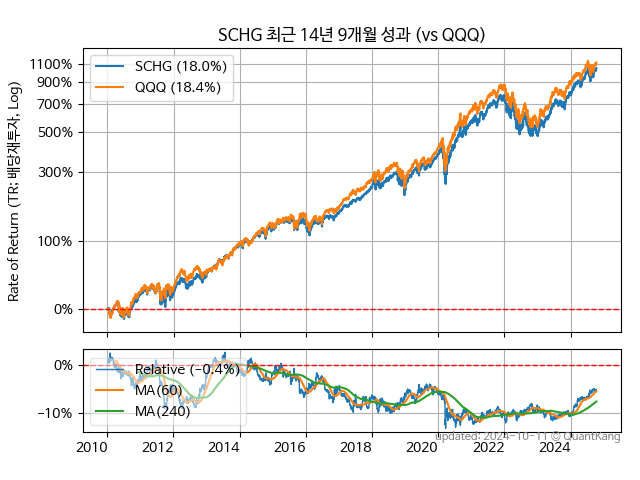 SCHG 최근 14년 9개월 성과 (vs QQQ)
Rate of Return (TR; 배당재투자, Log)
1100%
900%
700%
500%
300%
100%
0%
SCHG (18.0%)
QQQ (18.4%)
0%
−10%
Relative (−0.4%)
MA(60)
MA(240)
2010 2012 2014 2016 2018 2020 2022 2024
Updated: 2024-10-11 © QuantKang